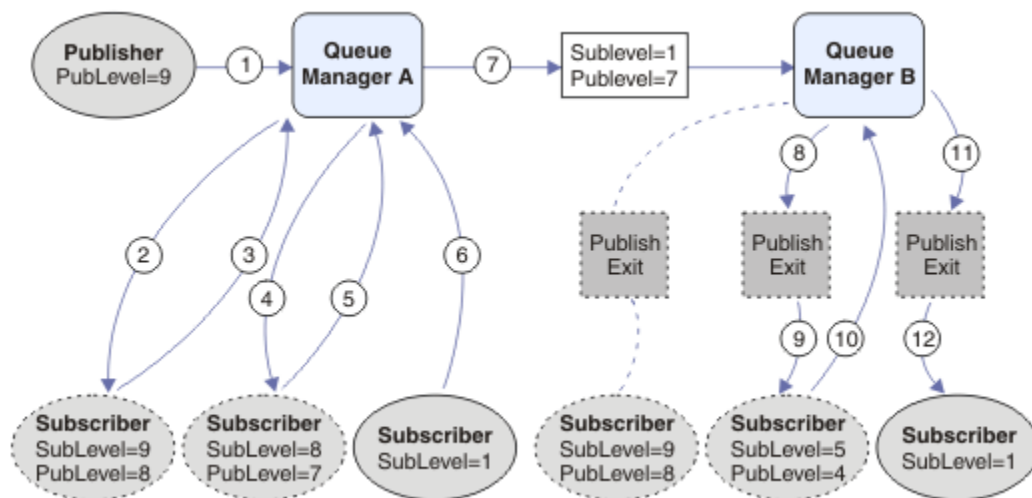 Publisher
PubLevel=9
1
Queue
Manager A
7
Sublevel=1
Publevel=7
Queue
Manager B
8
11
2
3
4
5
6
Publish
Exit
Publish
Exit
Publish
Exit
9
10
12
Subscriber
SubLevel=9
PubLevel=8
Subscriber
SubLevel=8
PubLevel=7
Subscriber
SubLevel=1
Subscriber
SubLevel=9
PubLevel=8
Subscriber
SubLevel=5
PubLevel=4
Subscriber
SubLevel=1